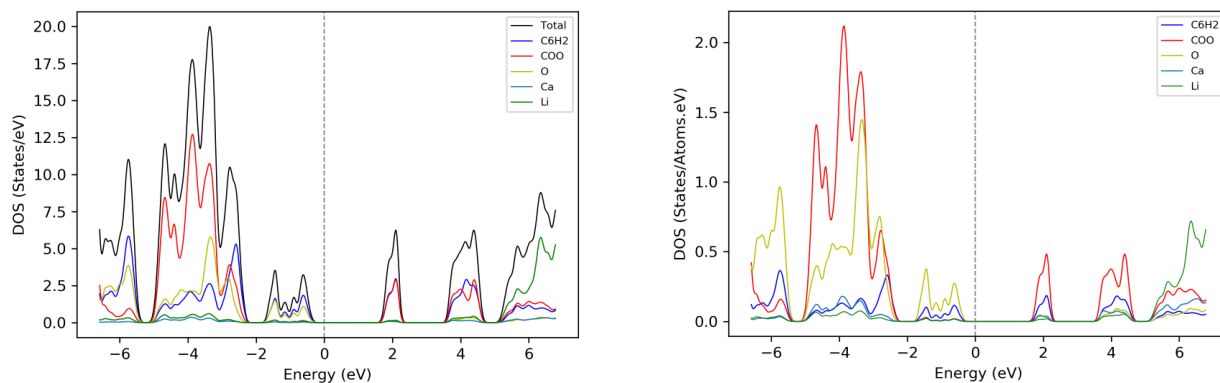 20.0
17.5
15.0
12.5
10.0
7.5
5.0
2.5
0.0
DOS (States/eV)
−6
−4
−2
0
2
4
6
Energy (eV)
Total
C6H2
COO
O
Ca
Li
2.0
1.5
1.0
0.5
0.0
DOS (States/Atoms.eV)
−6
−4
−2
0
2
4
6
Energy (eV)
C6H2
COO
O
Ca
Li